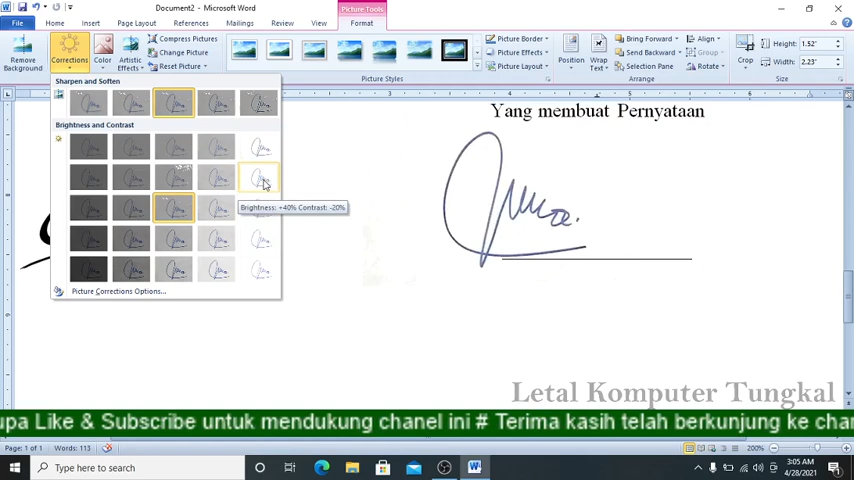 Document2 - Microsoft Word
Picture Tools
File Home Insert Page Layout References Mailings Review View Format
Remove Background
Corrections
Color
Artistic Effects
Compress Pictures
Change Picture
Reset Picture
Picture Border
Picture Effects
Picture Layout
Position
Wrap Text
Bring Forward
Send Backward
Selection Pane
Align
Group
Rotate
Crop
Height: 1.52"
Width: 2.23"
Picture Styles
Arrange
Size
Sharpen and Soften
Brightness and Contrast
Brightness: +40% Contrast: -20%
Picture Corrections Options...
Yang membuat Pernyataan
Letal Komputer Tungkal
upa Like & Subscribe untuk mendukung chanel ini # Terima kasih telah berkunjung ke chan
Page: 1 of 1 Words: 113 200%
Type here to search
3:05 AM
4/28/2021